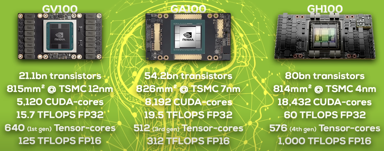 GV100 GA100 GH100
21.1bn transistors 54.2bn transistors 80bn transistors
815mm² @ TSMC 12nm 826mm² @ TSMC 7nm 814mm² @ TSMC 4nm
5,120 CUDA-cores 8,192 CUDA-cores 18,432 CUDA-cores
15.7 TFLOPS FP32 19.5 TFLOPS FP32 60 TFLOPS FP32
640 (1st gen) Tensor-cores 512 (3rd gen) Tensor-cores 576 (4th gen) Tensor-cores
125 TFLOPS FP16 312 TFLOPS FP16 1,000 TFLOPS FP16